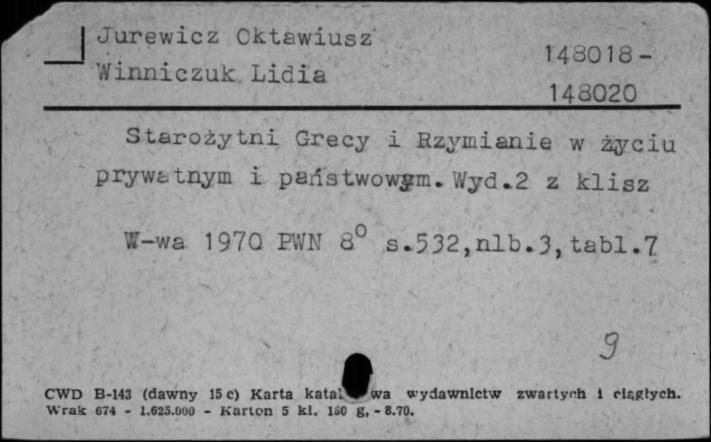 Jurewicz Oktawiusz
148018-
Winniczuk Lidia
148020
Starożytni Grecy i Rzymianie w życiu
prywatnym i państwowym. Wyd.2 z klisz
W-wa 1970 PWN 8° s.532,nlb.3,tabl.7
9
CWD B-143 (dawny 15 c) Karta wydawnictw zwartych i ciągłych.
Wrak 674 - 1.625.000 - Karton 5 kl. 180 g, - 8.70.